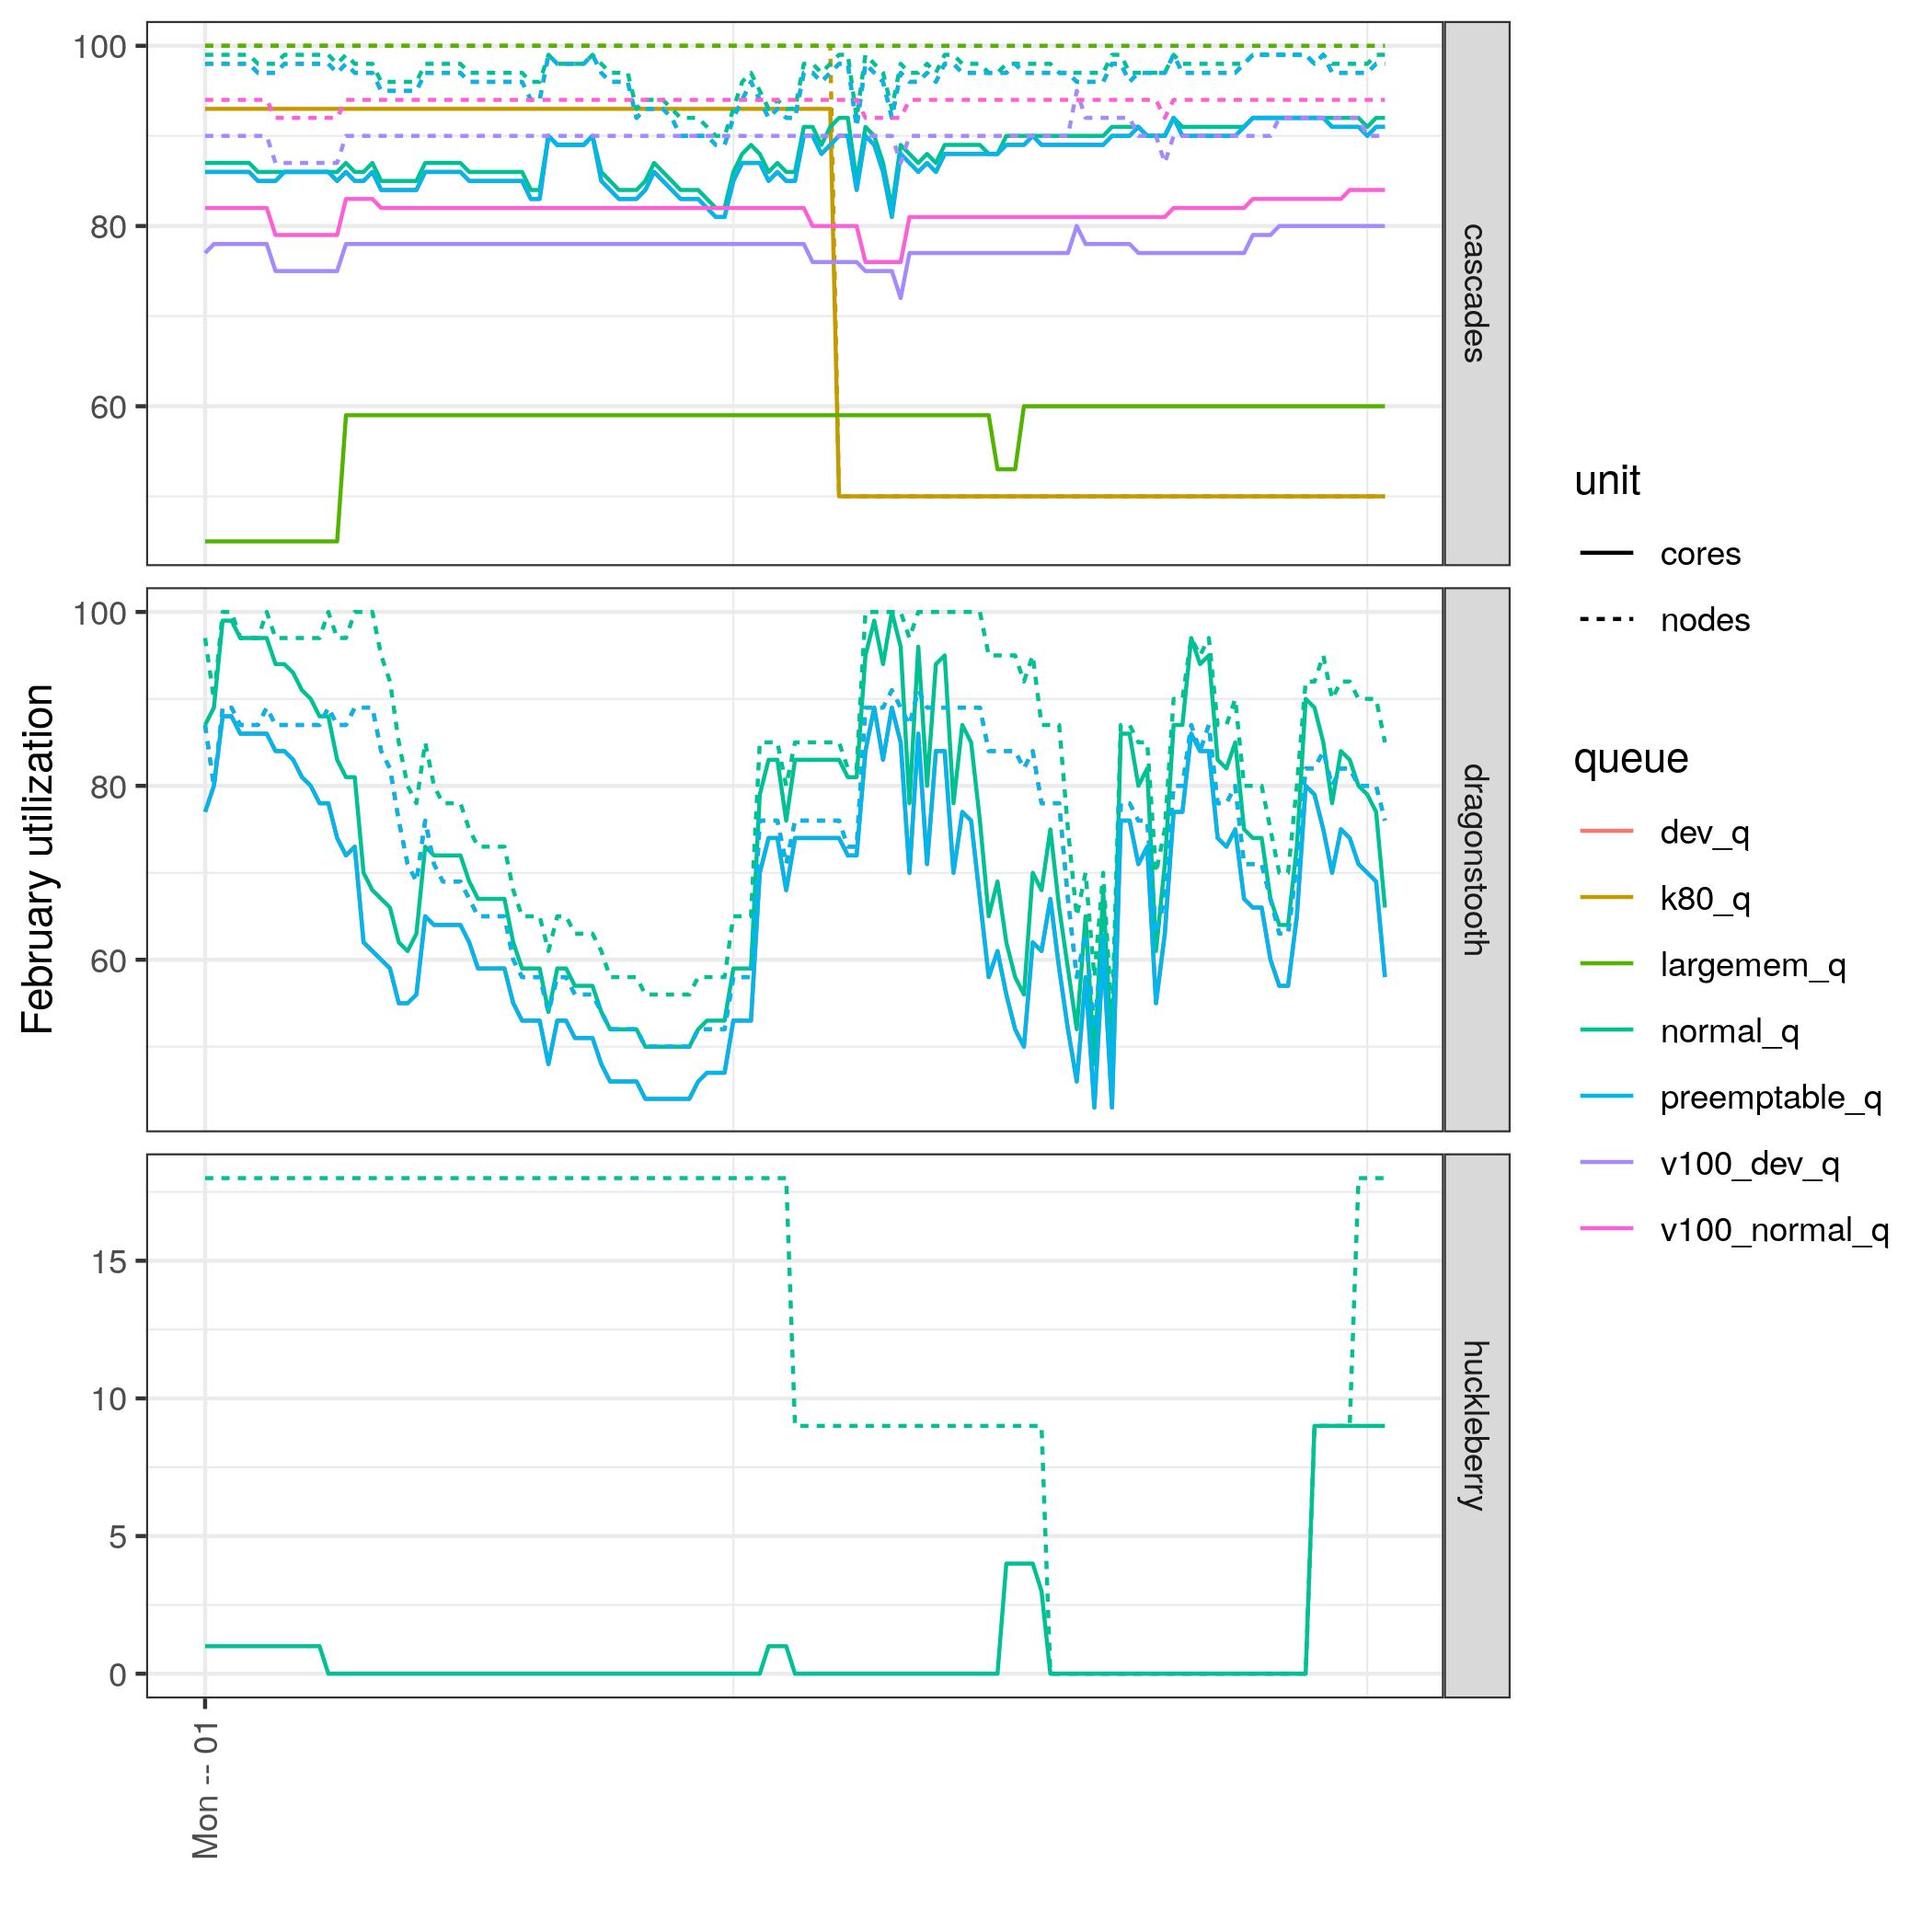 February utilization
100
80
60
cascades
100
80
60
dragonstooth
15
10
5
0
huckleberry
Mon -- 01
unit
cores
nodes
queue
dev_q
k80_q
largemem_q
normal_q
preemptable_q
v100_dev_q
v100_normal_q